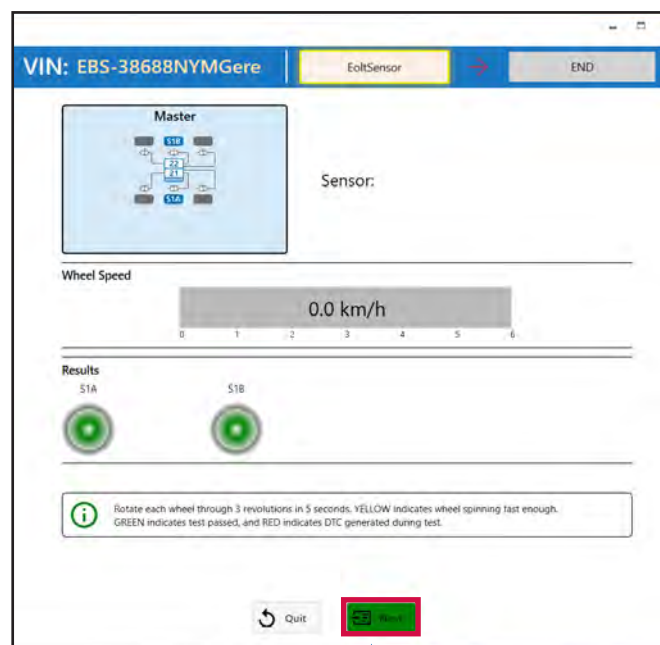 VIN: EBS-38688NYMGere
EoltSensor
END
Master
S1B
22
21
S1A
Sensor:
Wheel Speed
0.0 km/h
0 1 2 3 4 5 6
Results
S1A S1B
Rotate each wheel through 3 revolutions in 5 seconds. YELLOW indicates wheel spinning fast enough.
GREEN indicates test passed, and RED indicates DTC generated during test.
Quit
Next